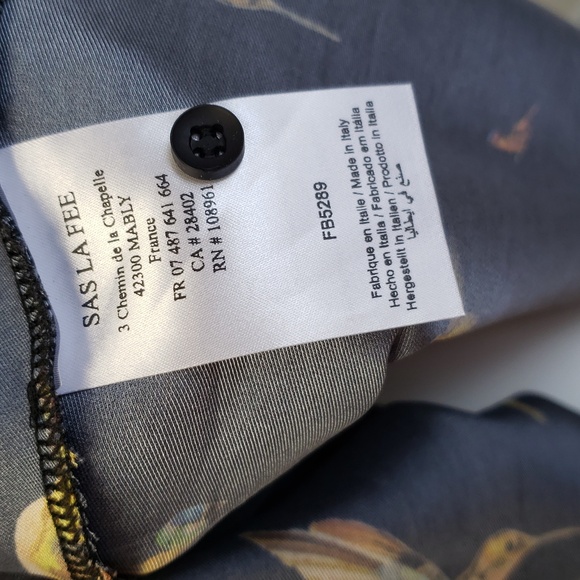 SAS LA FEE
3 Chemin de la Chapelle
42300 MABLY
France
FR 07 487 641 664
CA # 28402
RN # 108961
FB5289
Fabriqué en Italie / Made in Italy
Hecho en Italia / Fabricado em Itália
Hergestellt in Italien / Prodotto in Italia
صنع في إيطاليا